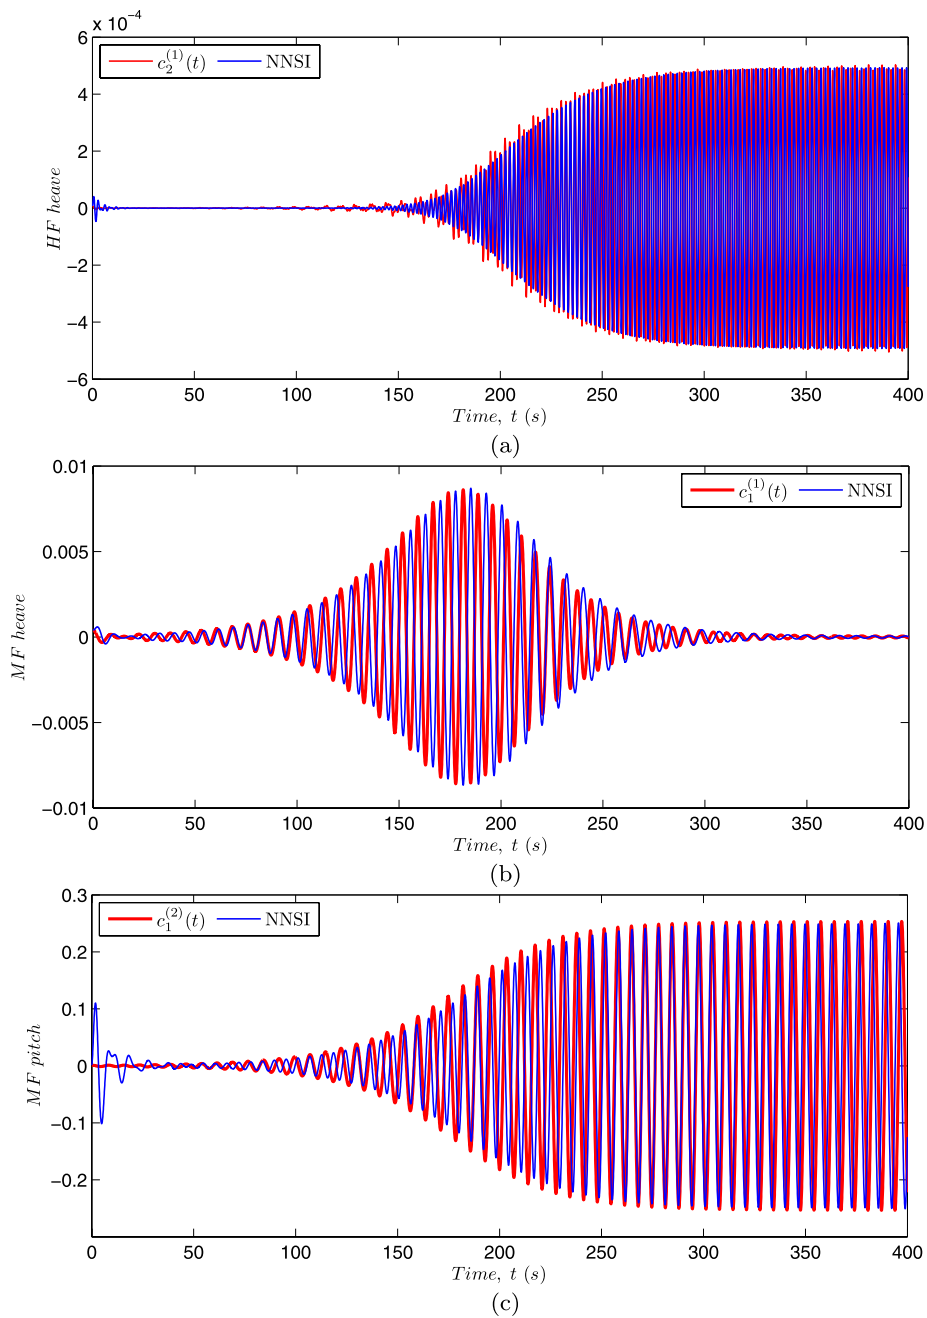 x 10⁻⁴
6
c₂⁽¹⁾(t) NNSI
4
2
0
−2
−4
−6
HF heave
0 50 100 150 200 250 300 350 400
Time, t (s)
(a)
0.01
c₁⁽¹⁾(t) NNSI
0.005
0
−0.005
−0.01
MF heave
0 50 100 150 200 250 300 350 400
Time, t (s)
(b)
0.3
c₁⁽²⁾(t) NNSI
0.2
0.1
0
−0.1
−0.2
MF pitch
0 50 100 150 200 250 300 350 400
Time, t (s)
(c)